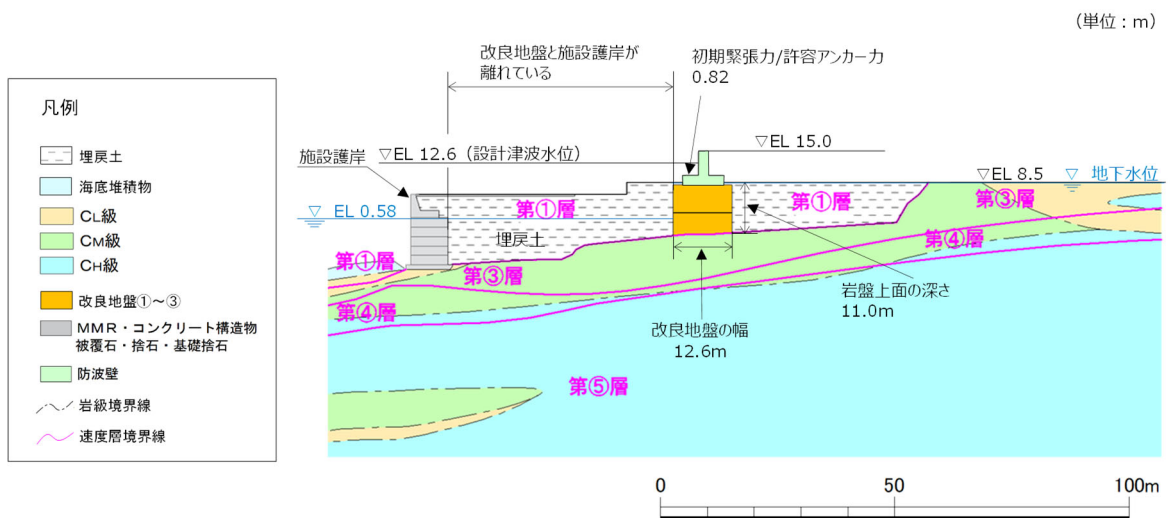 （単位：m）
凡例
埋戻土
海底堆積物
CL級
CM級
CH級
改良地盤①～③
MMR・コンクリート構造物
被覆石・捨石・基礎捨石
防波壁
岩級境界線
速度層境界線
改良地盤と施設護岸が
離れている
初期緊張力/許容アンカー力
0.82
施設護岸
▽EL 12.6（設計津波水位）
▽EL 15.0
▽EL 8.5
▽ 地下水位
▽ EL 0.58
第①層
第①層
第③層
埋戻土
第①層
第③層
第④層
第④層
岩盤上面の深さ
11.0m
改良地盤の幅
12.6m
第⑤層
0
50
100m